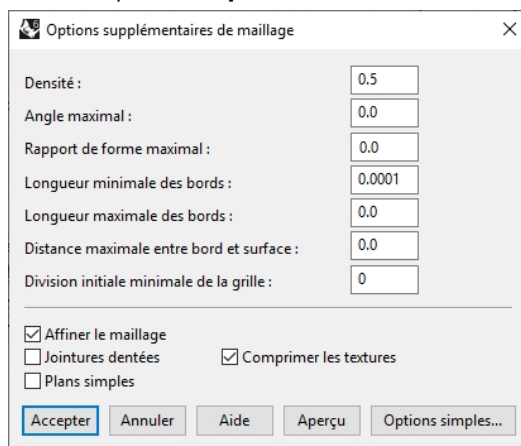 Options supplémentaires de maillage
Densité : 0.5
Angle maximal : 0.0
Rapport de forme maximal : 0.0
Longueur minimale des bords : 0.0001
Longueur maximale des bords : 0.0
Distance maximale entre bord et surface : 0.0
Division initiale minimale de la grille : 0
Affiner le maillage
Jointures dentées Comprimer les textures
Plans simples
Accepter Annuler Aide Aperçu Options simples...